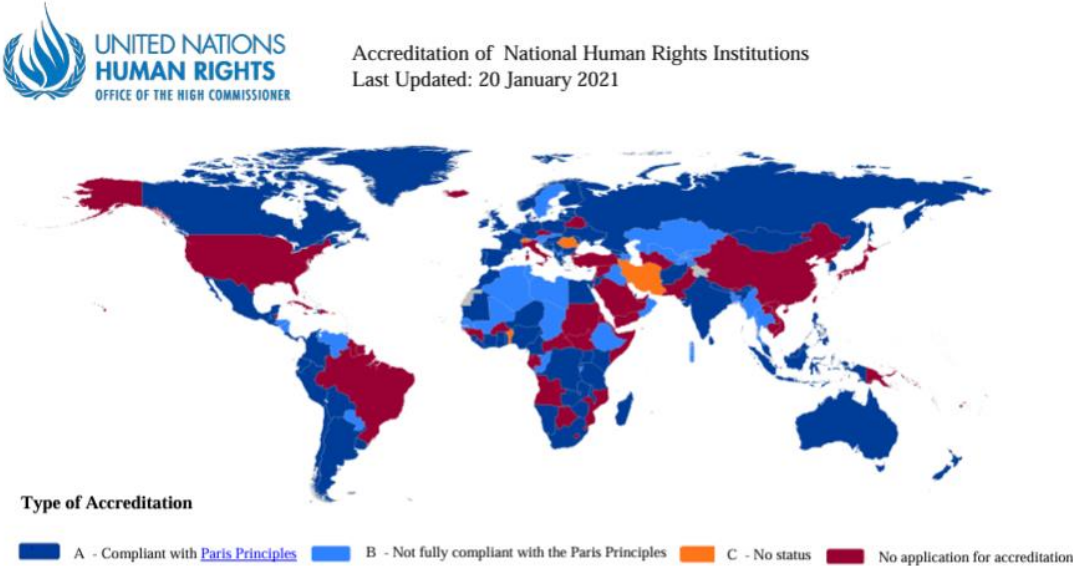 UNITED NATIONS
HUMAN RIGHTS
OFFICE OF THE HIGH COMMISSIONER
Accreditation of National Human Rights Institutions
Last Updated: 20 January 2021
Type of Accreditation
A - Compliant with Paris Principles
B - Not fully compliant with the Paris Principles
C - No status
No application for accreditation